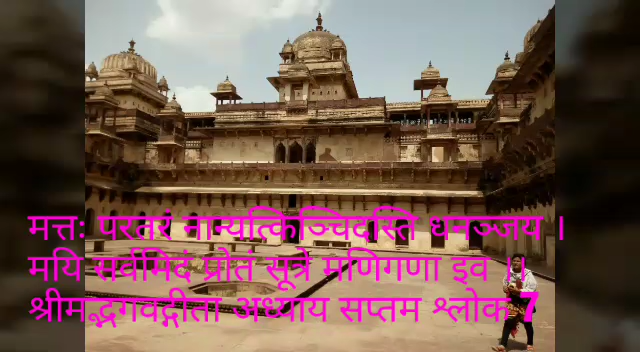 मत्तः परतरं नान्यत्किञ्चिदस्ति धनञ्जय ।
मयि सर्वमिदं प्रोतं सूत्रे मणिगणा इव ॥
श्रीमद्भगवद्गीता अध्याय सप्तम श्लोक 7